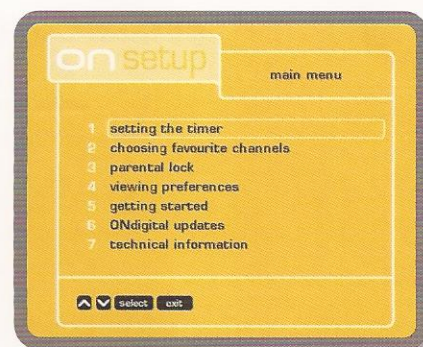 on setup
main menu
1 setting the timer
2 choosing favourite channels
3 parental lock
4 viewing preferences
5 getting started
6 ONdigital updates
7 technical information
select exit